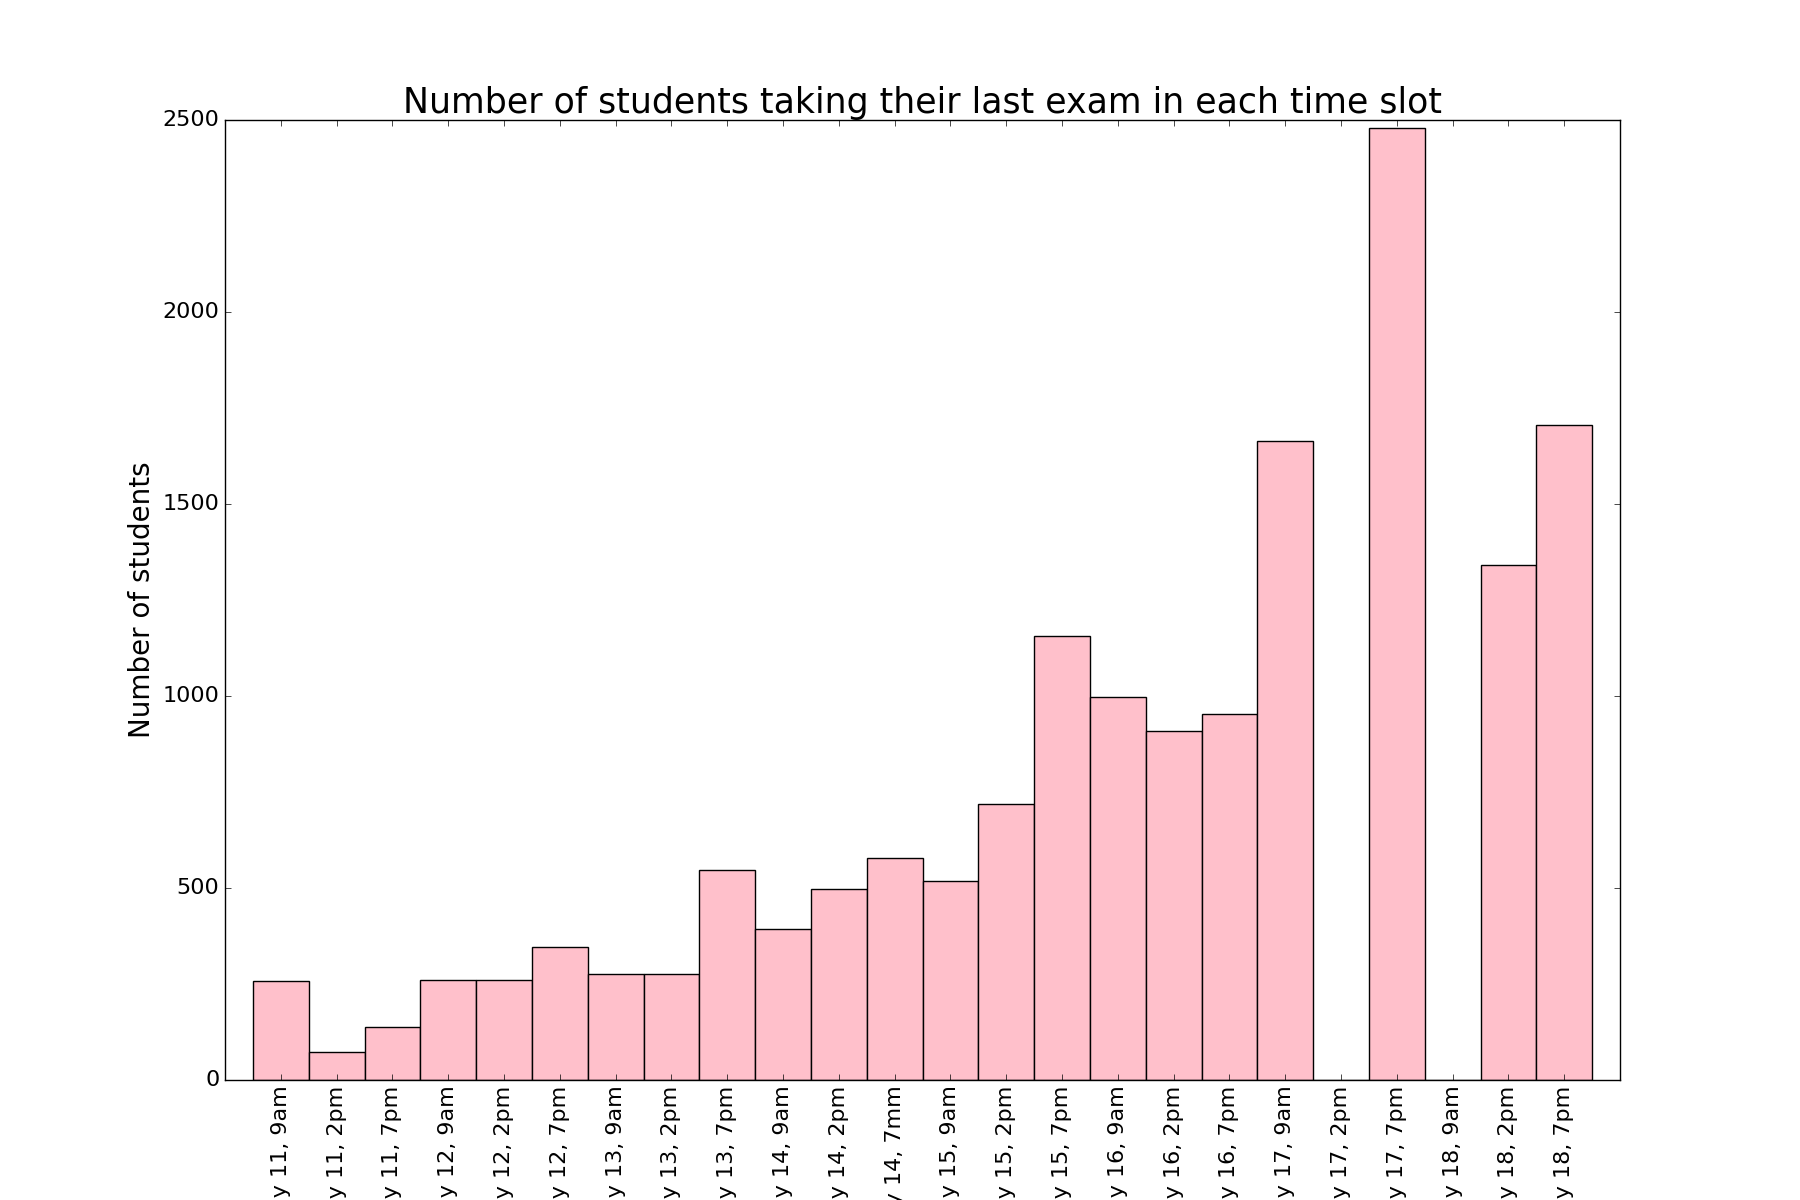 Number of students taking their last exam in each time slot
Number of students
2500
2000
1500
1000
500
0
y 11, 9am
y 11, 2pm
y 11, 7pm
y 12, 9am
y 12, 2pm
y 12, 7pm
y 13, 9am
y 13, 2pm
y 13, 7pm
y 14, 9am
y 14, 2pm
y 14, 7mm
y 15, 9am
y 15, 2pm
y 15, 7pm
y 16, 9am
y 16, 2pm
y 16, 7pm
y 17, 9am
y 17, 2pm
y 17, 7pm
y 18, 9am
y 18, 2pm
y 18, 7pm